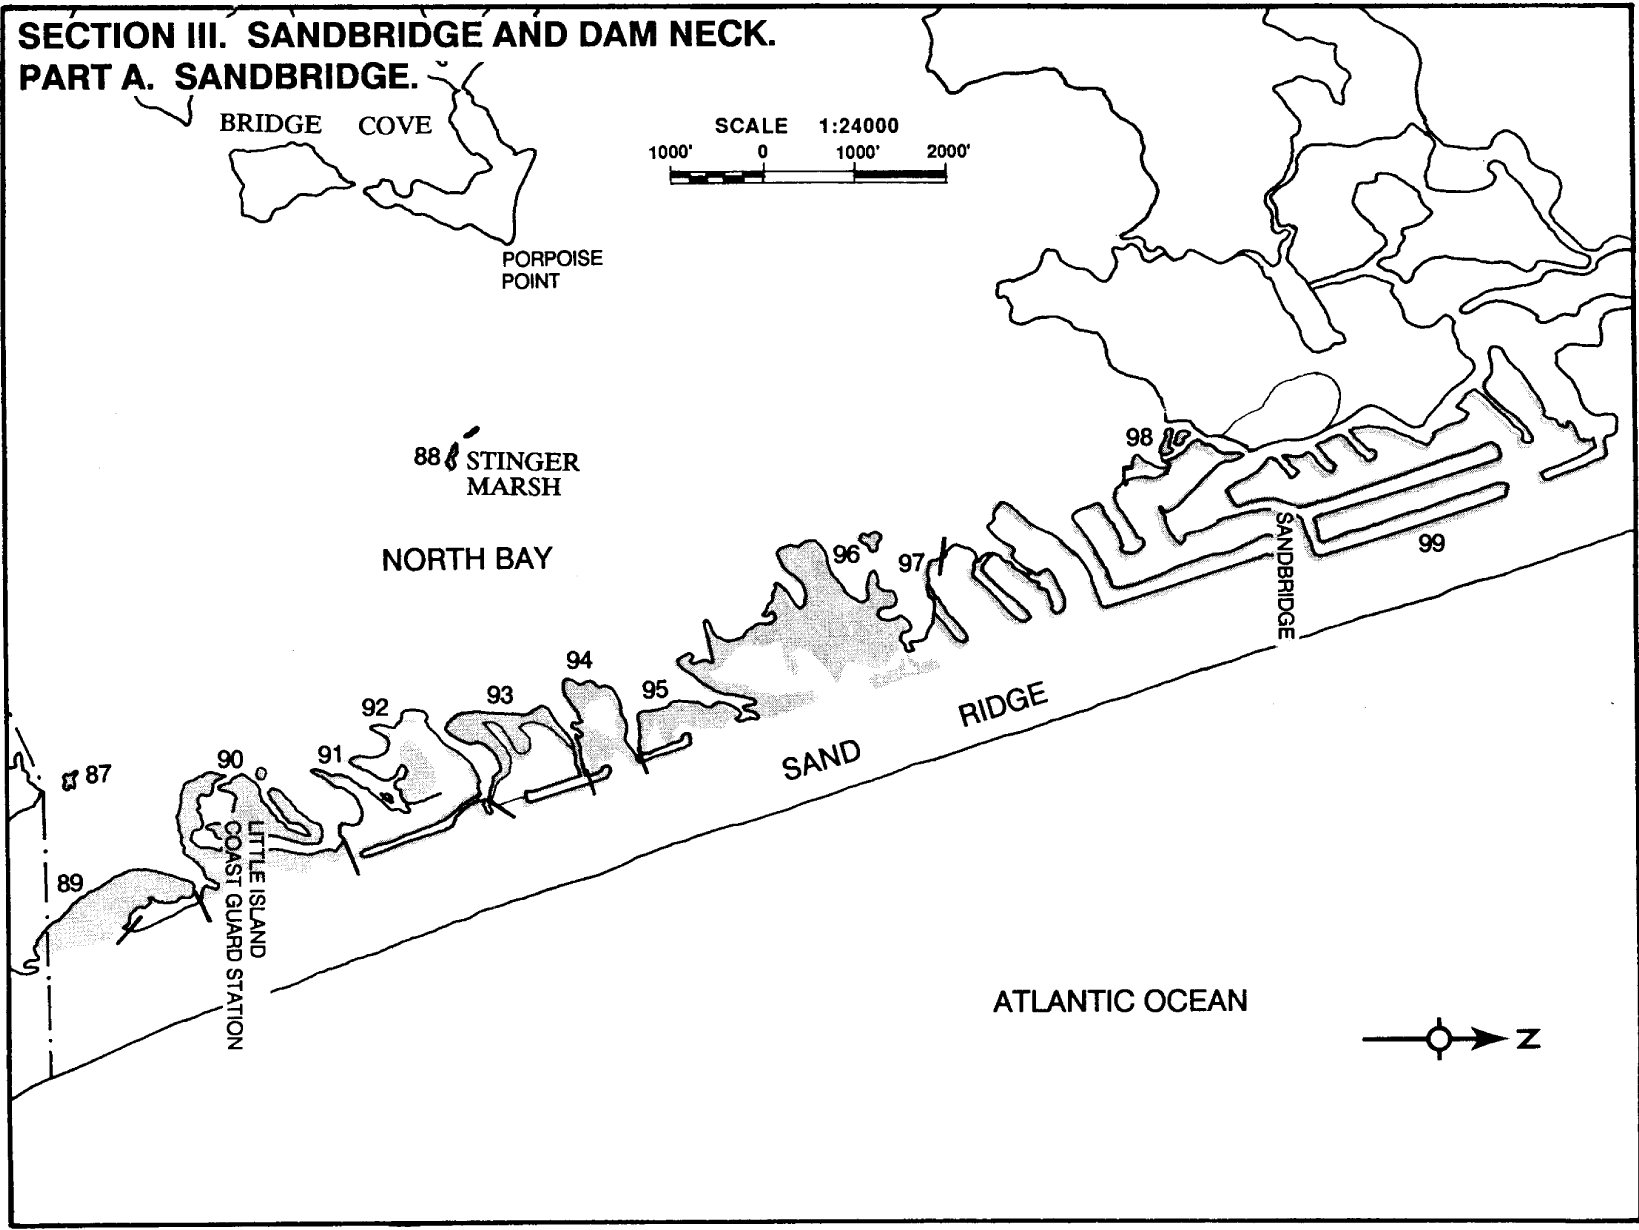 SECTION III. SANDBRIDGE AND DAM NECK.
PART A. SANDBRIDGE.
BRIDGE COVE
SCALE 1:24000
1000' 0 1000' 2000'
PORPOISE
POINT
88 STINGER
MARSH
98
NORTH BAY
96
97
SANDBRIDGE
99
94
95
93
92
RIDGE
SAND
91
90
87
LITTLE ISLAND
COAST GUARD STATION
89
ATLANTIC OCEAN
N